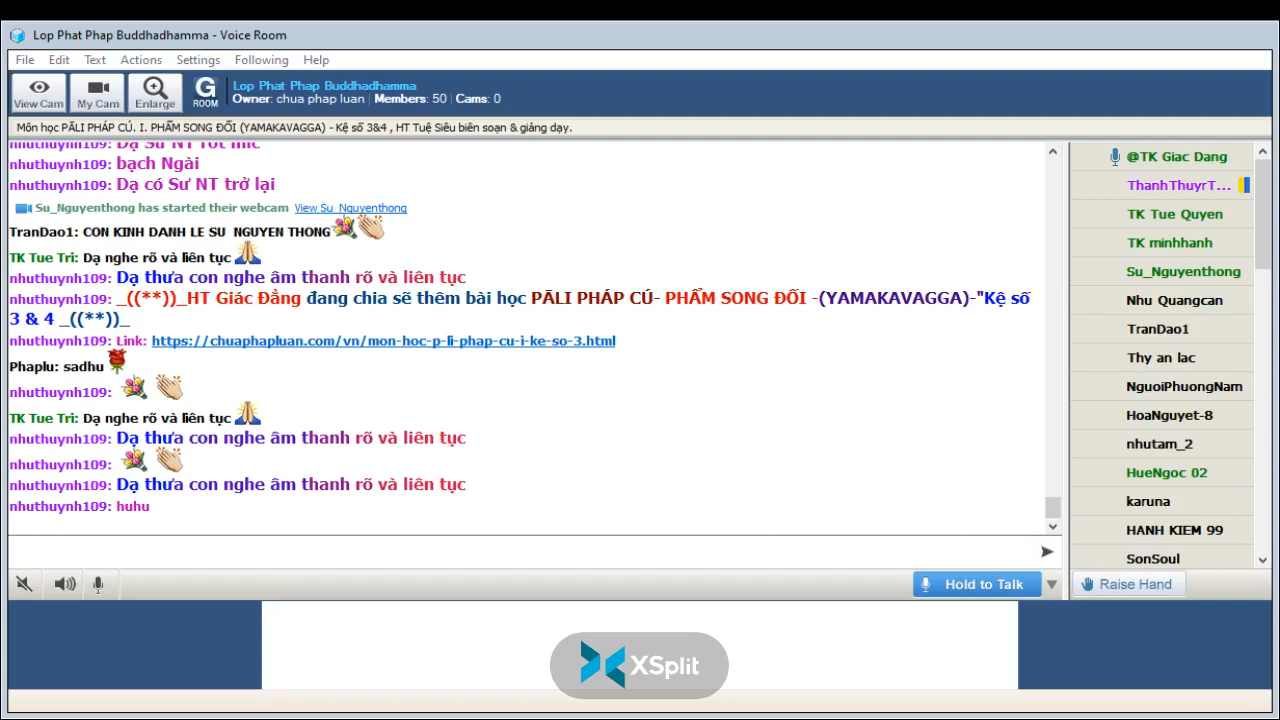 Lop Phat Phap Buddhadhamma - Voice Room
File Edit Text Actions Settings Following Help
View Cam My Cam Enlarge G ROOM
Lop Phat Phap Buddhadhamma
Owner: chua phap luan | Members: 50 | Cams: 0
Môn học PĀLI PHÁP CÚ. I. PHẨM SONG ĐỐI (YAMAKAVAGGA) - Kệ số 3&4 , HT Tuệ Siêu biên soạn & giảng dạy.
nhuthuynh109: Dạ Sư NT rớt mic
nhuthuynh109: bạch Ngài
nhuthuynh109: Dạ có Sư NT trở lại
Su_Nguyenthong has started their webcam View Su_Nguyenthong
TranDao1: CON KINH DANH LE SU NGUYEN THONG
TK Tue Tri: Dạ nghe rõ và liên tục
nhuthuynh109: Dạ thưa con nghe âm thanh rõ và liên tục
nhuthuynh109: _((**))_HT Giác Đẳng đang chia sẽ thêm bài học PĀLI PHÁP CÚ- PHẨM SONG ĐỐI -(YAMAKAVAGGA)-"Kệ số
3 & 4 _((**))_
nhuthuynh109: Link: https://chuaphapluan.com/vn/mon-hoc-p-li-phap-cu-i-ke-so-3.html
Phaplu: sadhu
nhuthuynh109:
TK Tue Tri: Dạ nghe rõ và liên tục
nhuthuynh109: Dạ thưa con nghe âm thanh rõ và liên tục
nhuthuynh109:
nhuthuynh109: Dạ thưa con nghe âm thanh rõ và liên tục
nhuthuynh109: huhu
@TK Giac Dang
ThanhThuyrT...
TK Tue Quyen
TK minhhanh
Su_Nguyenthong
Nhu Quangcan
TranDao1
Thy an lac
NguoiPhuongNam
HoaNguyet-8
nhutam_2
HueNgoc 02
karuna
HANH KIEM 99
SonSoul
Hold to Talk
Raise Hand
XSplit